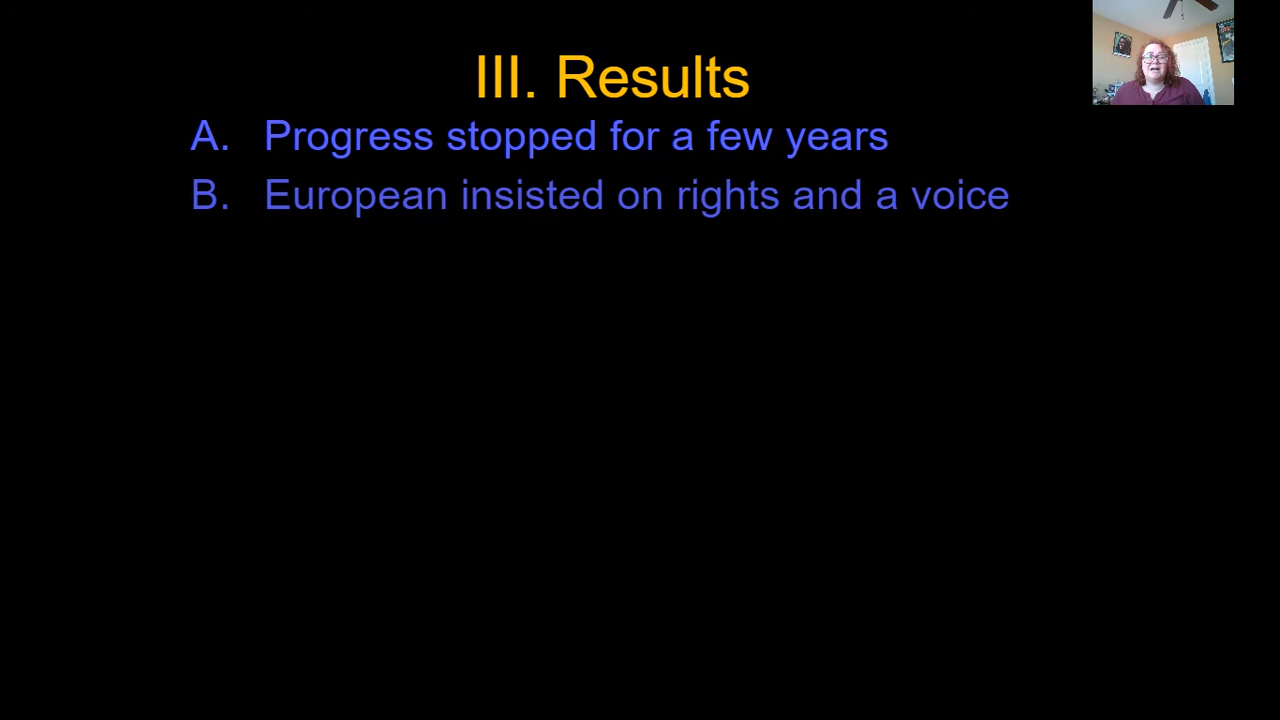 III. Results
A. Progress stopped for a few years
B. European insisted on rights and a voice